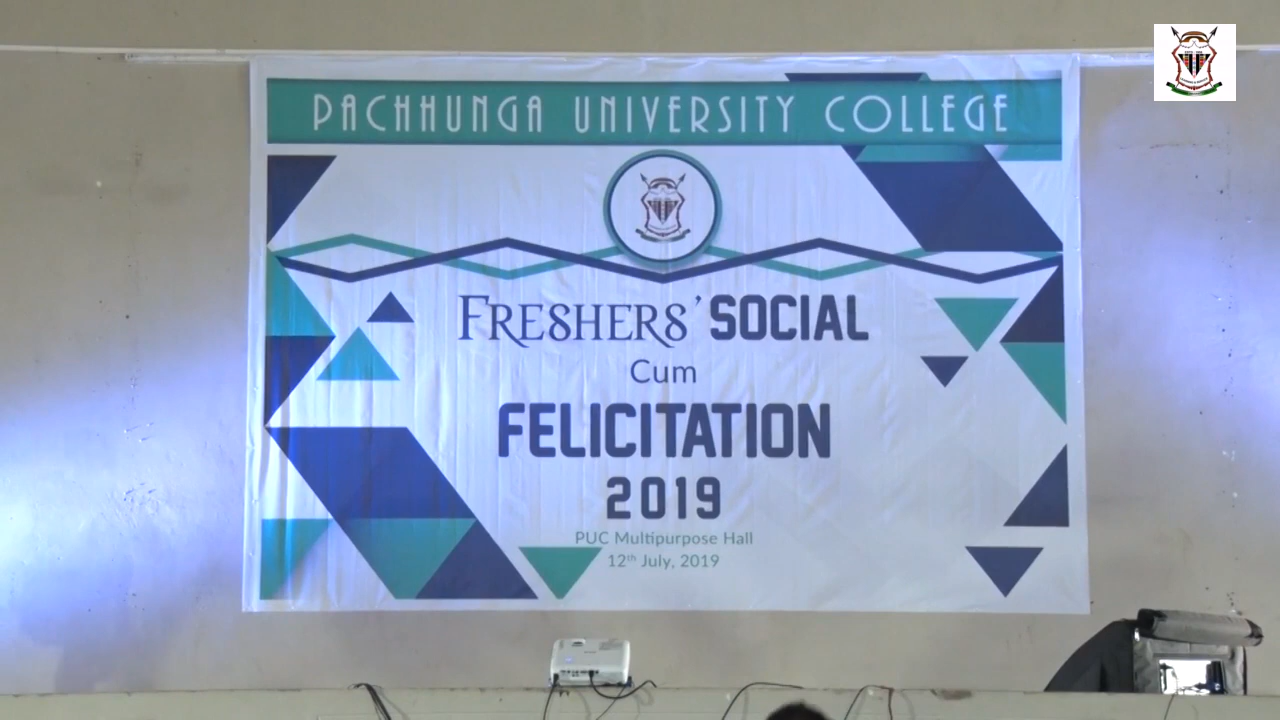 PACHHUNGA UNIVERSITY COLLEGE
FRESHERS' SOCIAL
Cum
FELICITATION
2019
PUC Multipurpose Hall
12th July, 2019